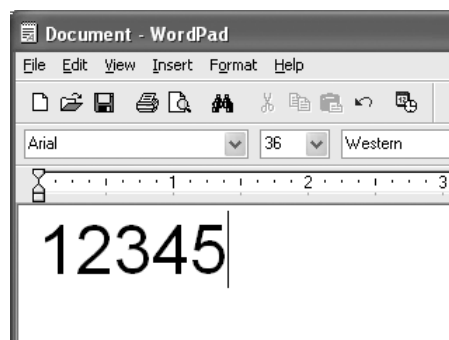 Document - WordPad
File Edit View Insert Format Help
Arial 36 Western
1 2 3
12345